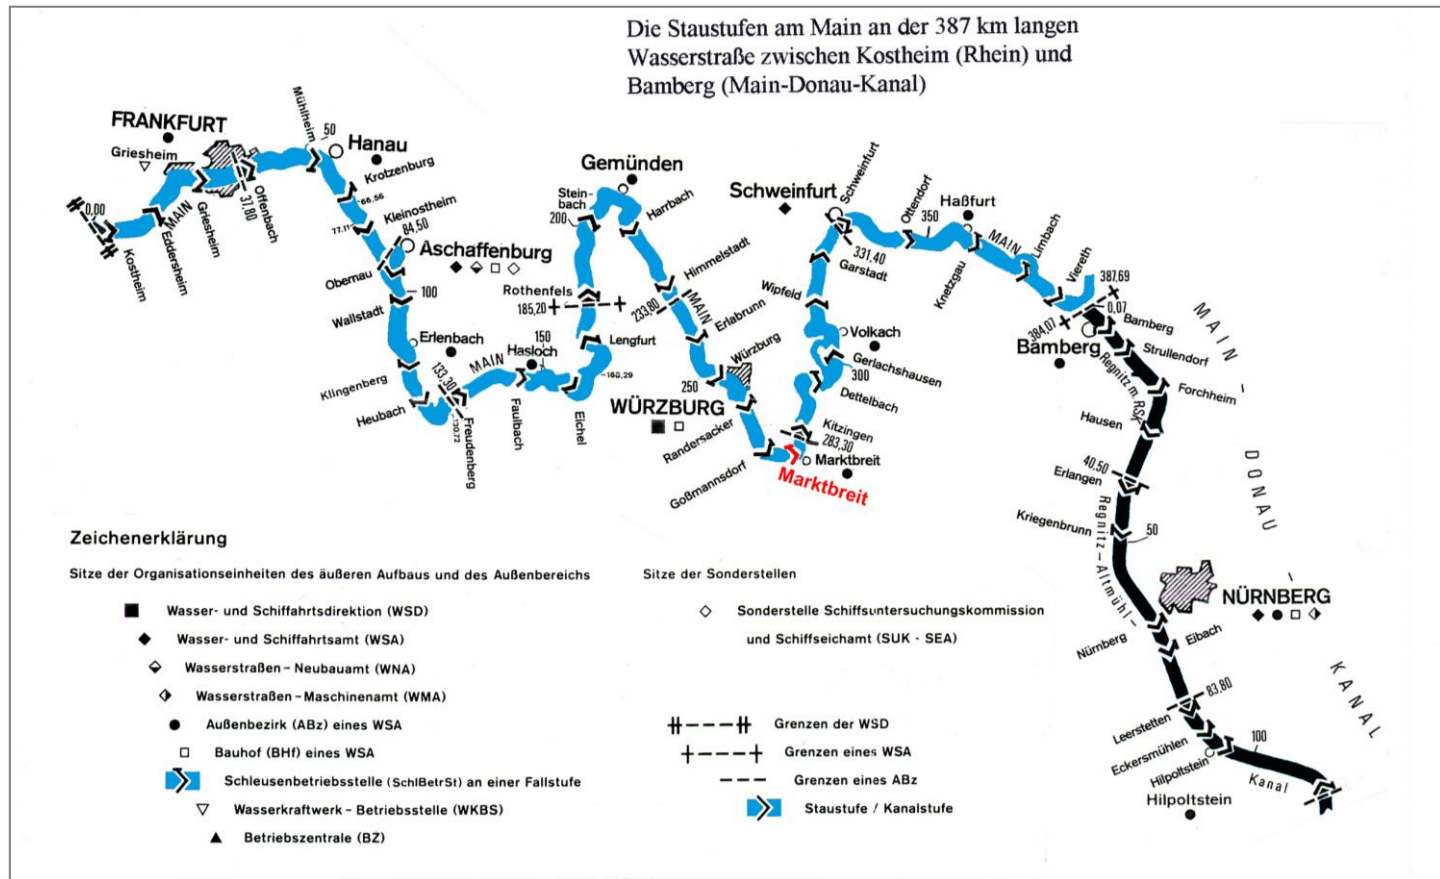 Die Staustufen am Main an der 387 km langen
Wasserstraße zwischen Kostheim (Rhein) und
Bamberg (Main-Donau-Kanal)
FRANKFURT
Griesheim
0,00
Kostheim
Eddersheim
MAIN
Griesheim
37,80
Offenbach
Mühlheim
50
Hanau
Krotzenburg
66,56
Kleinostheim
84,50
Aschaffenburg
Obernau
100
Wallstadt
Erlenbach
Klingenberg
Heubach
133,30
130,72
Freudenberg
MAIN
Hasloch
150
Faulbach
Eichel
Lengfurt
Rothenfels
185,20
200
Stein-
bach
Gemünden
Harrbach
Himmelstadt
233,80
MAIN
Erlabrunn
Würzburg
250
WÜRZBURG
Randersacker
Goßmannsdorf
Marktbreit
Marktbreit
283,30
Kitzingen
Dettelbach
300
Gerlachshausen
Volkach
Wipfeld
Garstadt
331,40
Schweinfurt
Schweinfurt
Ottendorf
350
Haßfurt
MAIN
Knetzgau
Limbach
Viereth
387,69
0,07
384,07
Bamberg
Bamberg
Strullendorf
Regnitz m. RSK
Forchheim
Hausen
40,50
Erlangen
Kriegenbrunn
50
Regnitz-Altmühl-
NÜRNBERG
Nürnberg
Eibach
83,80
Leerstetten
Eckersmühlen
Hilpoltstein
100
Kanal
Hilpoltstein
MAIN-
DONAU-
KANAL
Zeichenerklärung
Sitze der Organisationseinheiten des äußeren Aufbaus und des Außenbereichs
Wasser- und Schiffahrtsdirektion (WSD)
Wasser- und Schiffahrtsamt (WSA)
Wasserstraßen-Neubauamt (WNA)
Wasserstraßen-Maschinenamt (WMA)
Außenbezirk (ABz) eines WSA
Bauhof (BHf) eines WSA
Schleusenbetriebsstelle (SchlBetrSt) an einer Fallstufe
Wasserkraftwerk-Betriebsstelle (WKBS)
Betriebszentrale (BZ)
Sitze der Sonderstellen
Sonderstelle Schiffsuntersuchungskommission
und Schiffseichamt (SUK - SEA)
Grenzen der WSD
Grenzen eines WSA
Grenzen eines ABz
Staustufe / Kanalstufe